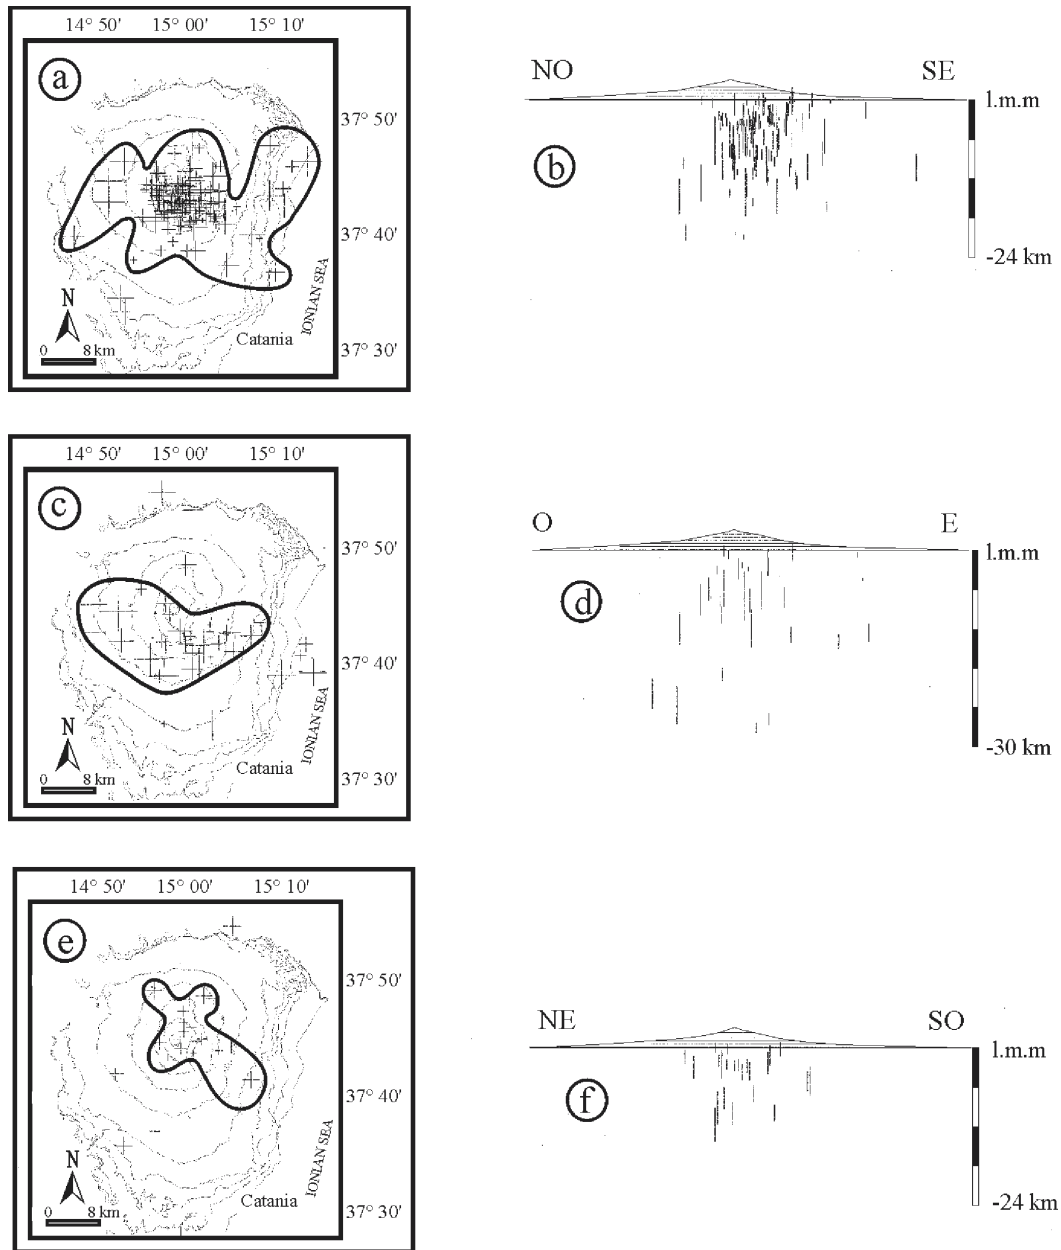 14° 50' 15° 00' 15° 10'
a
37° 50'
37° 40'
37° 30'
N
0 8 km
Catania
IONIAN SEA
NO SE
l.m.m
b
-24 km
14° 50' 15° 00' 15° 10'
c
37° 50'
37° 40'
37° 30'
N
0 8 km
Catania
IONIAN SEA
O E
l.m.m
d
-30 km
14° 50' 15° 00' 15° 10'
e
37° 50'
37° 40'
37° 30'
N
0 8 km
Catania
IONIAN SEA
NE SO
l.m.m
f
-24 km